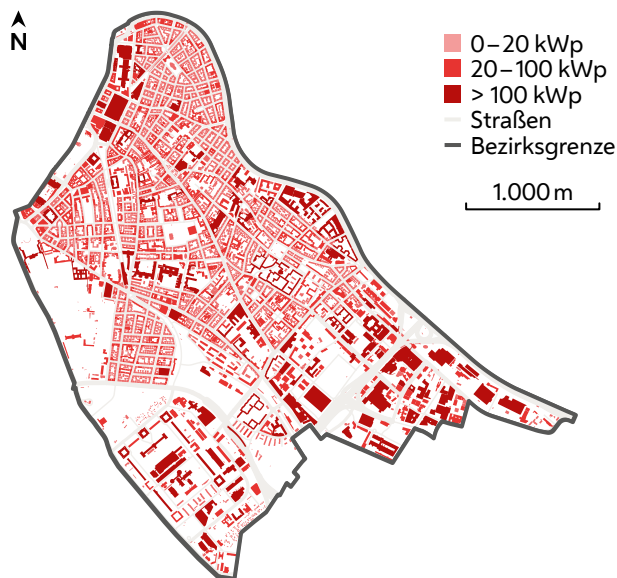 N
0–20 kWp
20–100 kWp
> 100 kWp
Straßen
Bezirksgrenze
1.000 m